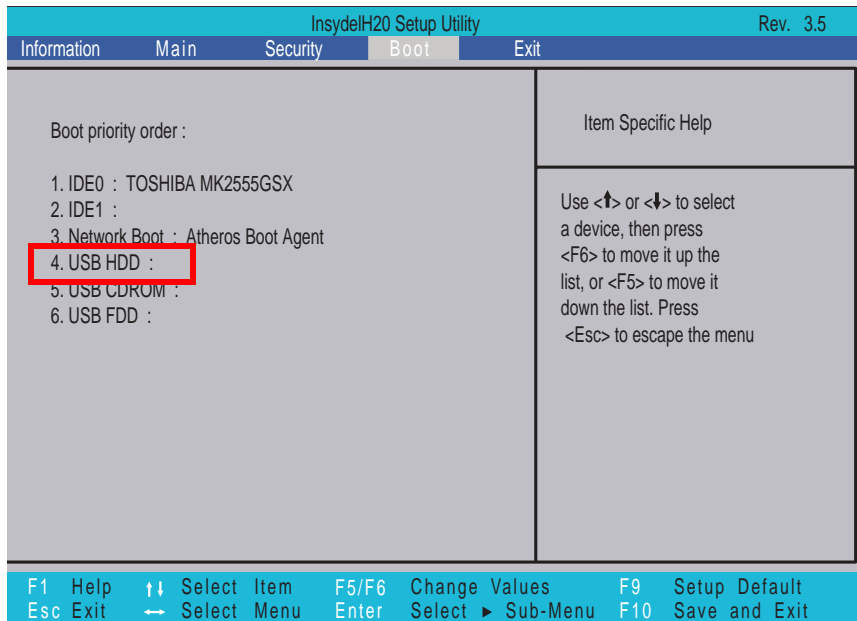 InsydelH20 Setup Utility Rev. 3.5
Information Main Security Boot Exit
Boot priority order :
1. IDE0 : TOSHIBA MK2555GSX
2. IDE1 :
3. Network Boot : Atheros Boot Agent
4. USB HDD :
5. USB CDROM :
6. USB FDD :
Item Specific Help
Use <↑> or <↓> to select
a device, then press
<F6> to move it up the
list, or <F5> to move it
down the list. Press
<Esc> to escape the menu
F1 Help ↑↓ Select Item F5/F6 Change Values F9 Setup Default
Esc Exit ↔ Select Menu Enter Select ► Sub-Menu F10 Save and Exit